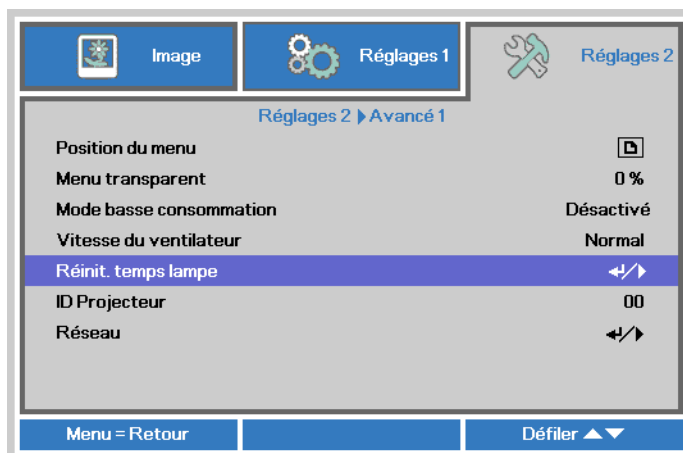 Image Réglages 1 Réglages 2
Réglages 2 Avancé 1
Position du menu
Menu transparent 0 %
Mode basse consommation Désactivé
Vitesse du ventilateur Normal
Réinit. temps lampe
ID Projecteur 00
Réseau
Menu = Retour Défiler